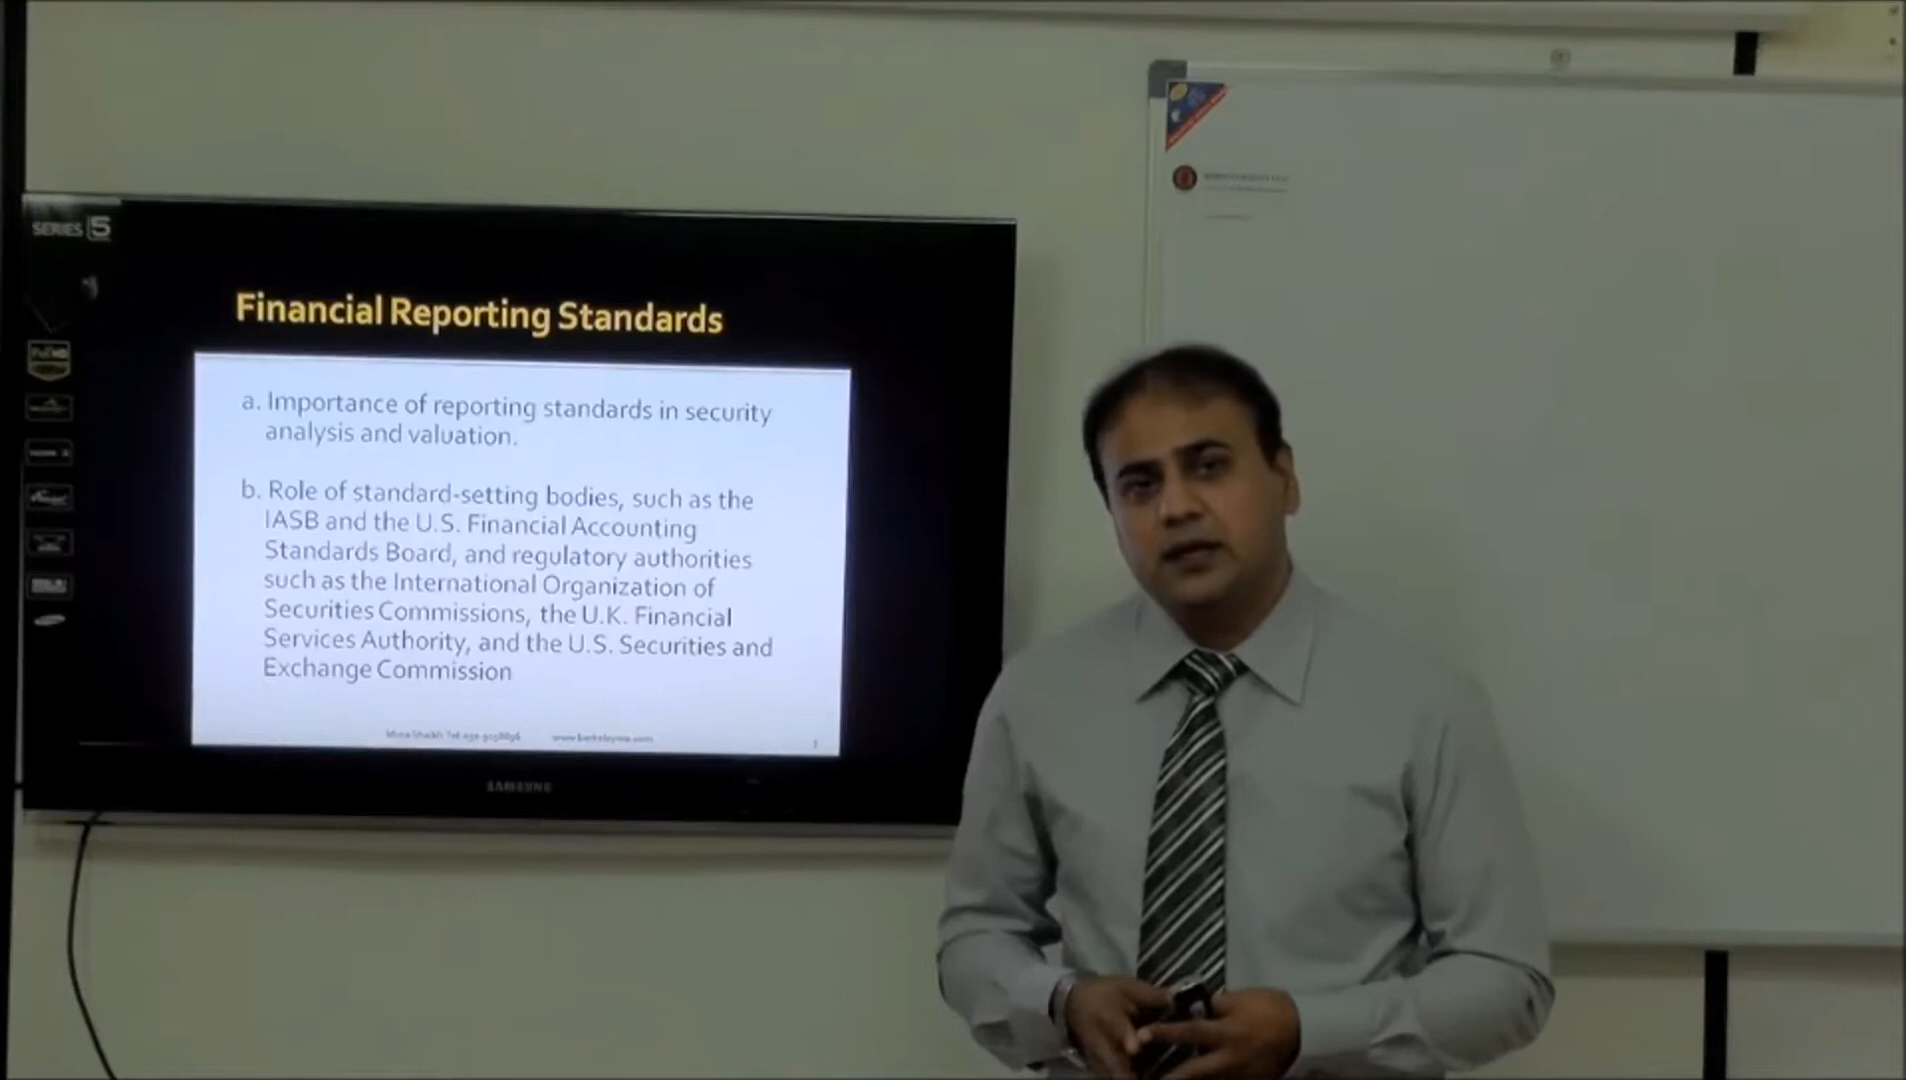 SERIES 5
Financial Reporting Standards
a. Importance of reporting standards in security
analysis and valuation.
b. Role of standard-setting bodies, such as the
IASB and the U.S. Financial Accounting
Standards Board, and regulatory authorities
such as the International Organization of
Securities Commissions, the U.K. Financial
Services Authority, and the U.S. Securities and
Exchange Commission
SAMSUNG